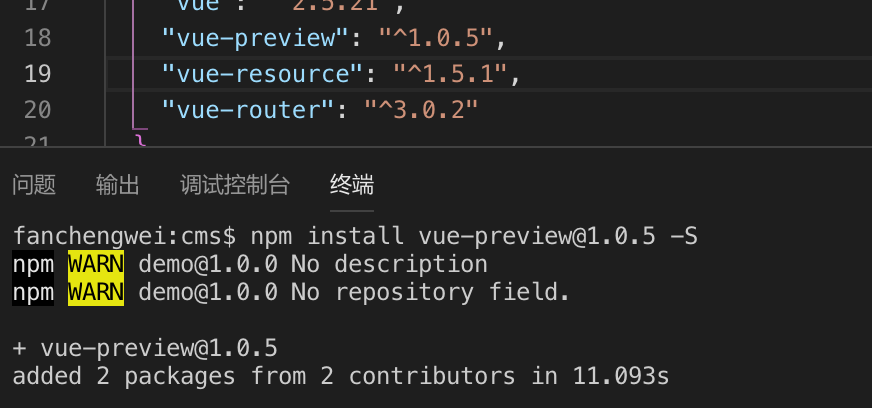 17 "vue": "^2.5.21",
18 "vue-preview": "^1.0.5",
19 "vue-resource": "^1.5.1",
20 "vue-router": "^3.0.2"
21 }
问题 输出 调试控制台 终端
fanchengwei:cms$ npm install vue-preview@1.0.5 -S
npm WARN demo@1.0.0 No description
npm WARN demo@1.0.0 No repository field.
+ vue-preview@1.0.5
added 2 packages from 2 contributors in 11.093s